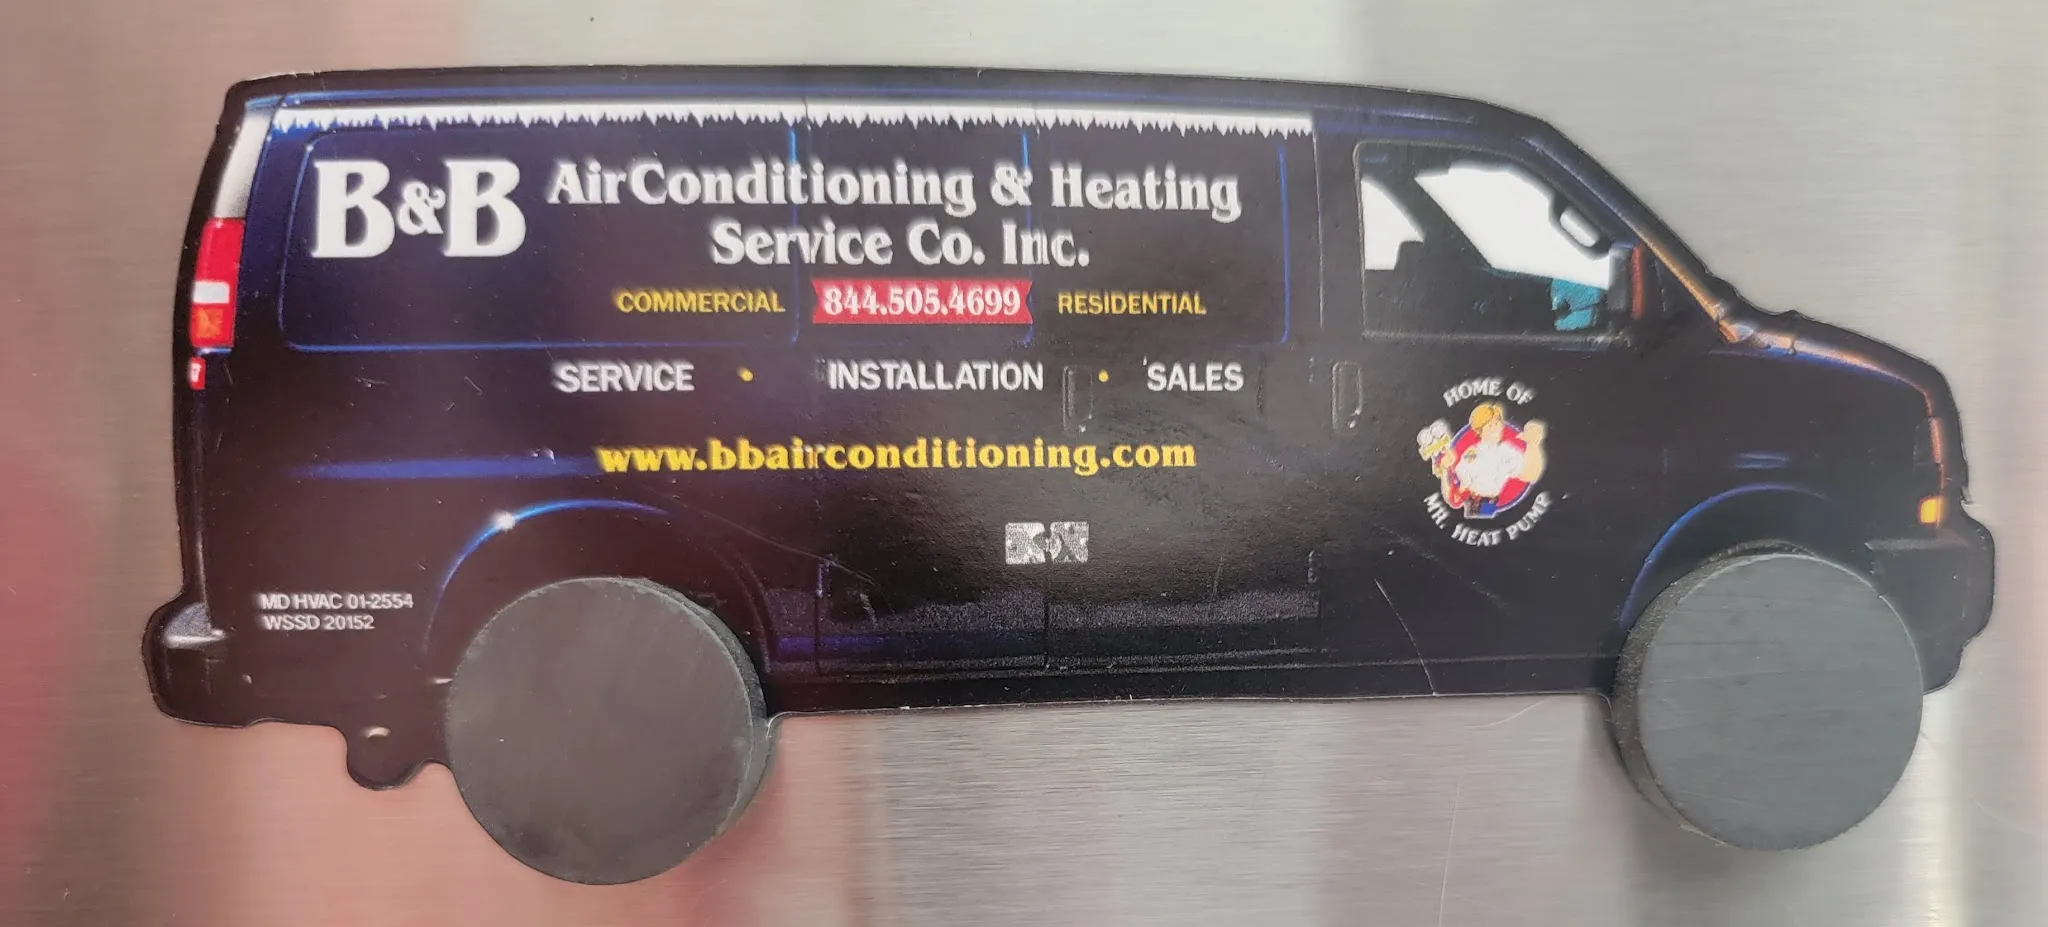 B&B AirConditioning & Heating
Service Co. Inc.
COMMERCIAL 844.505.4699 RESIDENTIAL
SERVICE • INSTALLATION • SALES
www.bbairconditioning.com
HOME OF
MR. HEAT PUMP
MD HVAC 01-2554
WSSD 20152